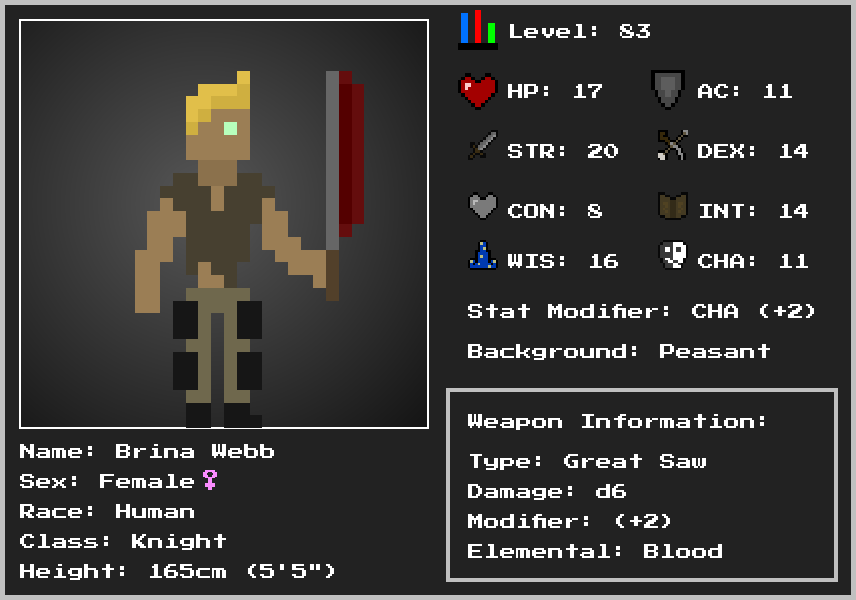 Level: 83
HP: 17
AC: 11
STR: 20
DEX: 14
CON: 8
INT: 14
WIS: 16
CHA: 11
Stat Modifier: CHA (+2)
Background: Peasant
Weapon Information:
Type: Great Saw
Damage: d6
Modifier: (+2)
Elemental: Blood
Name: Brina Webb
Sex: Female♀
Race: Human
Class: Knight
Height: 165cm (5'5")